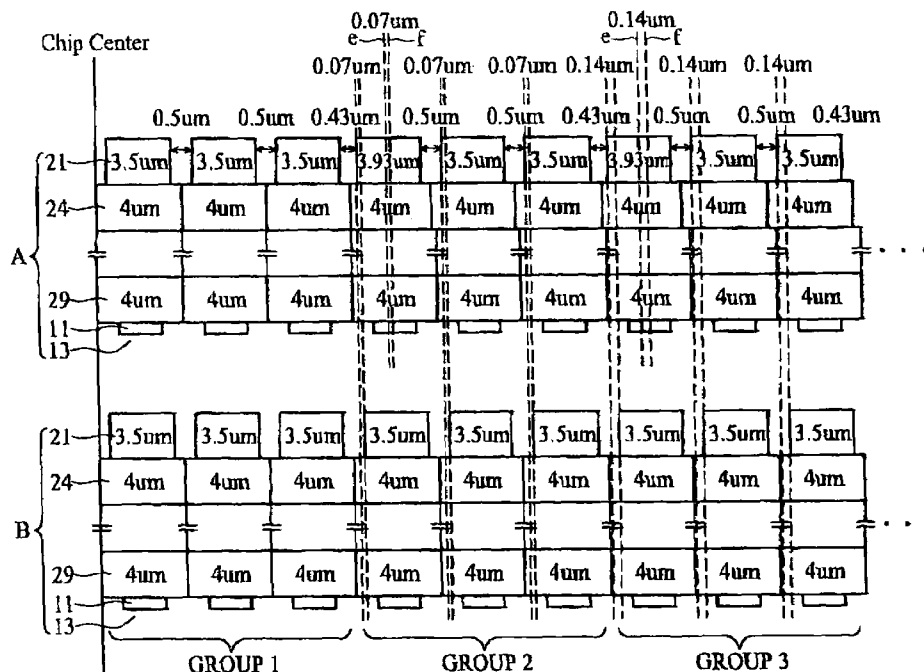 0.07um 0.14um
Chip Center e f e f
0.07um 0.07um 0.07um 0.14um 0.14um 0.14um
0.5um 0.5um 0.43um 0.5um 0.5um 0.43um 0.5um 0.5um 0.43um
21 3.5um 3.5um 3.5um 3.93um 3.5um 3.5um 3.93um 3.5um 3.5um
24 4um 4um 4um 4um 4um 4um 4um 4um 4um
A
29 4um 4um 4um 4um 4um 4um 4um 4um 4um
11
13
21 3.5um 3.5um 3.5um 3.5um 3.5um 3.5um 3.5um 3.5um 3.5um
24 4um 4um 4um 4um 4um 4um 4um 4um 4um
B
29 4um 4um 4um 4um 4um 4um 4um 4um 4um
11
13
GROUP 1 GROUP 2 GROUP 3